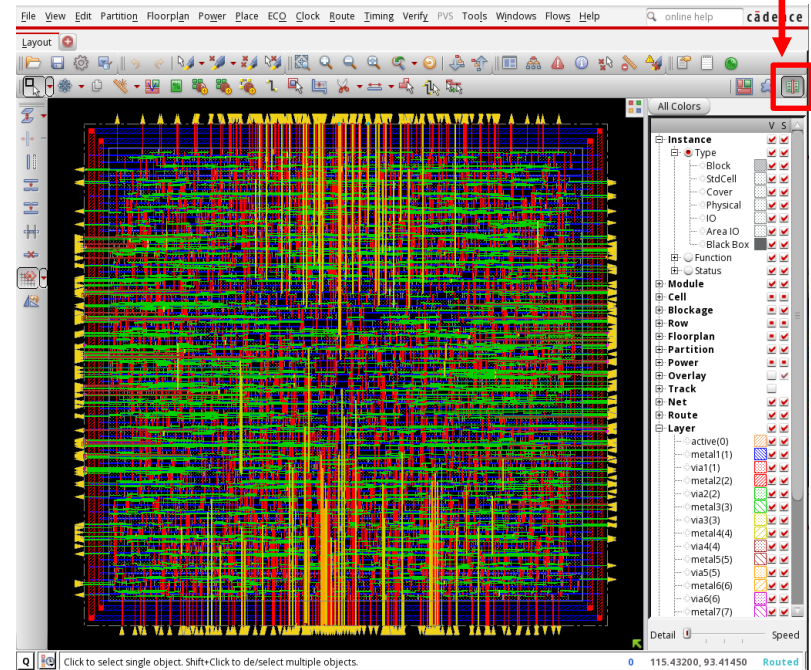 File Edit View Partition Floorplan Power Place ECO Clock Route Timing Verify PVS Tools Windows Flows Help
online help
cādence
Layout
All Colors
V S
Instance
Type
Block
StdCell
Cover
Physical
IO
Area IO
Black Box
Function
Status
Module
Cell
Blockage
Row
Floorplan
Partition
Power
Overlay
Track
Net
Route
Layer
active(0)
metal1(1)
via1(1)
metal2(2)
via2(2)
metal3(3)
via3(3)
metal4(4)
via4(4)
metal5(5)
via5(5)
metal6(6)
via6(6)
metal7(7)
Detail Speed
Q Click to select single object. Shift+Click to de/select multiple objects. 0 115.43200, 93.41450 Routed